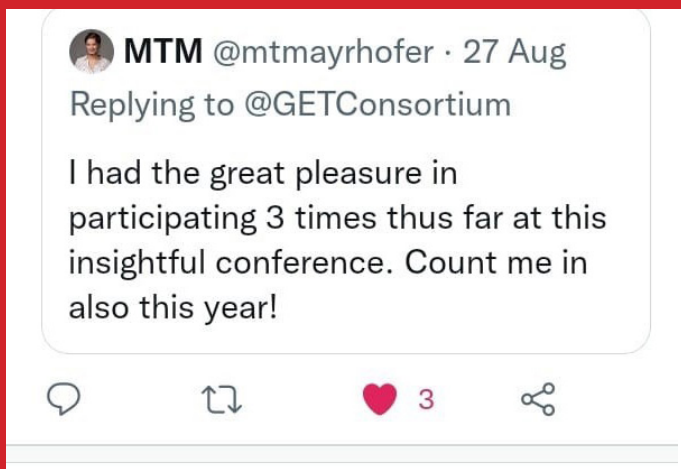 MTM @mtmayrhofer · 27 Aug
Replying to @GETConsortium
I had the great pleasure in
participating 3 times thus far at this
insightful conference. Count me in
also this year!
3